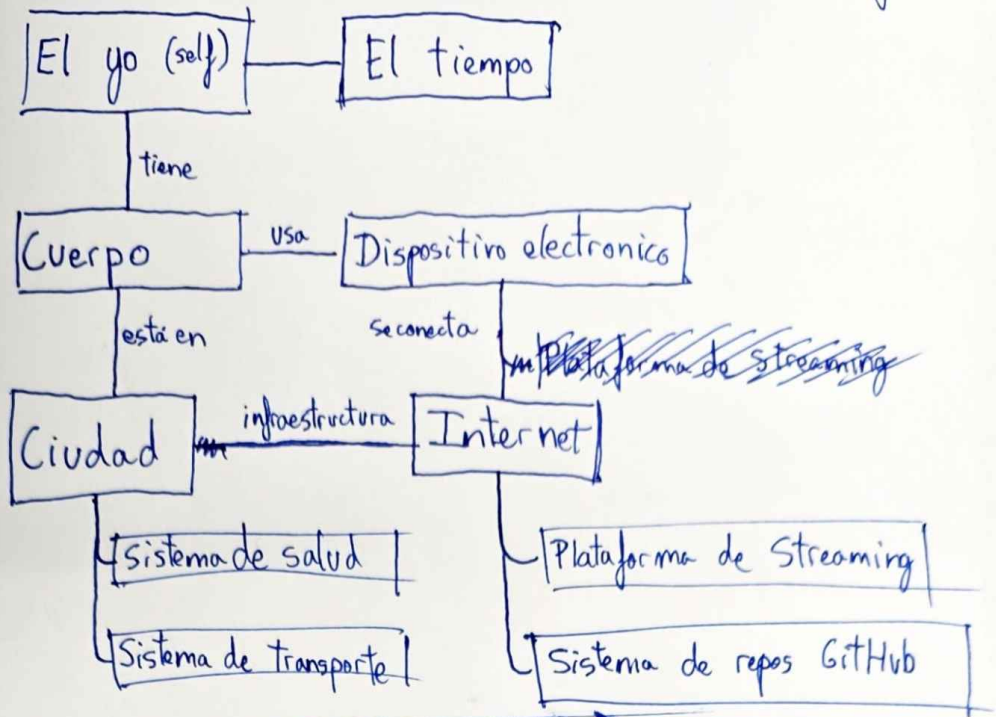 El yo (self)
El tiempo
tiene
Cuerpo
usa
Dispositivo electronico
está en
se conecta
Plataforma de Streaming
Ciudad
infraestructura
Internet
Sistema de salud
Plataforma de Streaming
Sistema de transporte
Sistema de repos GitHub